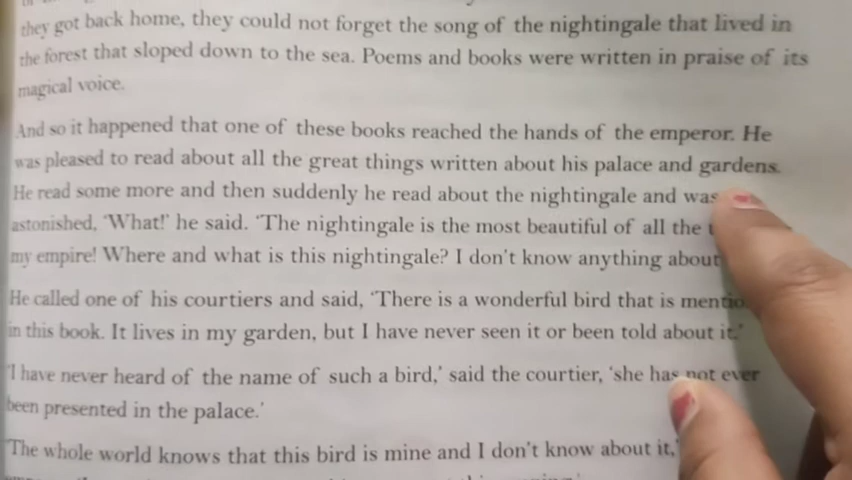 they got back home, they could not forget the song of the nightingale that lived in
the forest that sloped down to the sea. Poems and books were written in praise of its
magical voice.
And so it happened that one of these books reached the hands of the emperor. He
was pleased to read about all the great things written about his palace and gardens.
He read some more and then suddenly he read about the nightingale and was
astonished, 'What!' he said. 'The nightingale is the most beautiful of all the
my empire! Where and what is this nightingale? I don't know anything about
He called one of his courtiers and said, 'There is a wonderful bird that is
in this book. It lives in my garden, but I have never seen it or been told about it.'
'I have never heard of the name of such a bird,' said the courtier, 'she has not ever
been presented in the palace.'
'The whole world knows that this bird is mine and I don't know about it,'